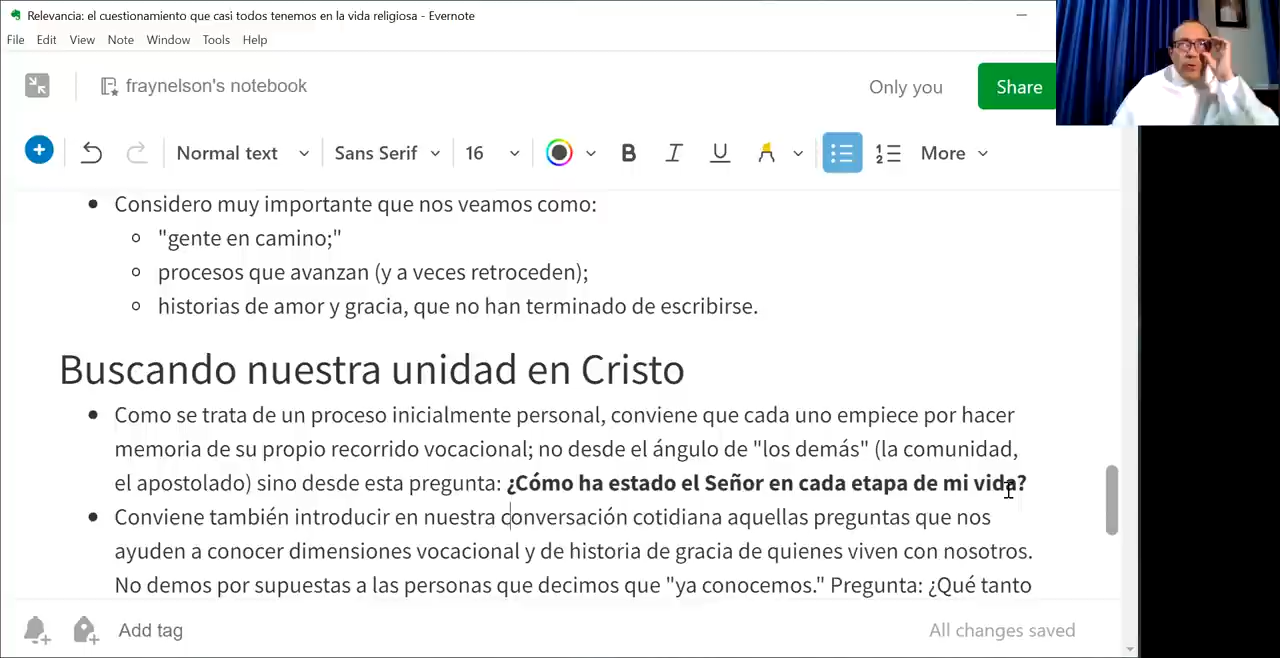 Relevancia: el cuestionamiento que casi todos tenemos en la vida religiosa - Evernote
File Edit View Note Window Tools Help
fraynelson's notebook Only you Share
Normal text Sans Serif 16 B I U More
Considero muy importante que nos veamos como:
"gente en camino;"
procesos que avanzan (y a veces retroceden);
historias de amor y gracia, que no han terminado de escribirse.
Buscando nuestra unidad en Cristo
Como se trata de un proceso inicialmente personal, conviene que cada uno empiece por hacer
memoria de su propio recorrido vocacional; no desde el ángulo de "los demás" (la comunidad,
el apostolado) sino desde esta pregunta: ¿Cómo ha estado el Señor en cada etapa de mi vida?
Conviene también introducir en nuestra conversación cotidiana aquellas preguntas que nos
ayuden a conocer dimensiones vocacional y de historia de gracia de quienes viven con nosotros.
No demos por supuestas a las personas que decimos que "ya conocemos." Pregunta: ¿Qué tanto
Add tag All changes saved